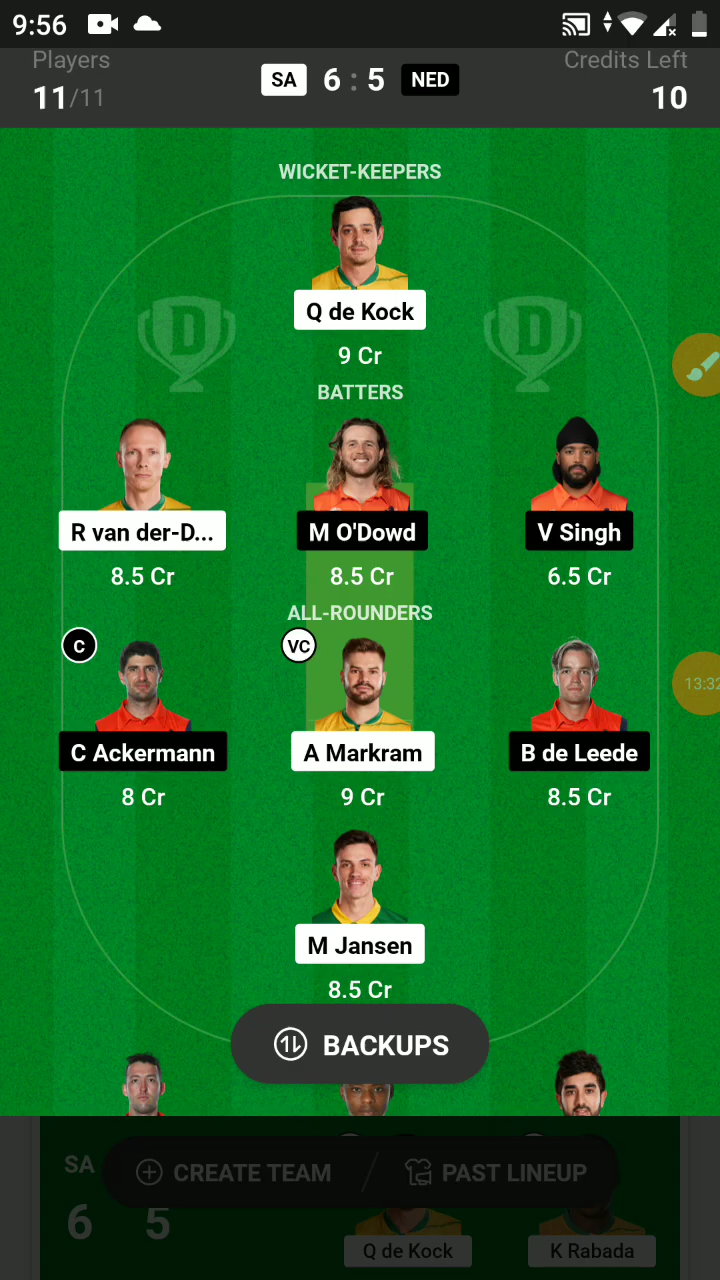 9:56
Players
Credits Left
11/11
SA 6 : 5 NED
10
WICKET-KEEPERS
Q de Kock
9 Cr
BATTERS
R van der-D...
M O'Dowd
V Singh
8.5 Cr
8.5 Cr
6.5 Cr
ALL-ROUNDERS
C
VC
C Ackermann
A Markram
B de Leede
8 Cr
9 Cr
8.5 Cr
13:32
M Jansen
8.5 Cr
BACKUPS
SA
CREATE TEAM
PAST LINEUP
6
5
Q de Kock
K Rabada